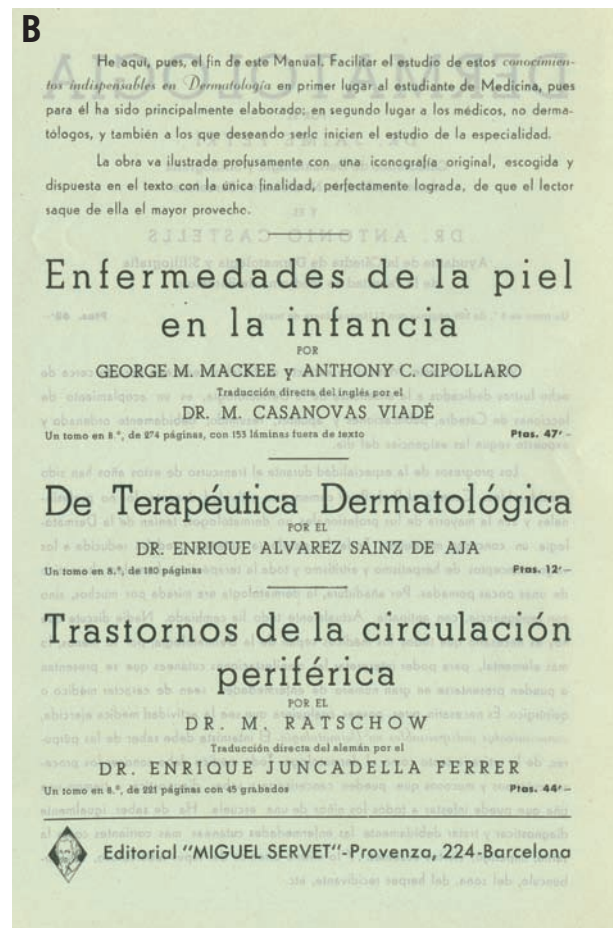 B
He aquí, pues, el fin de este Manual. Facilitar el estudio de estos conocimien-
tos indispensables en Dermatología en primer lugar al estudiante de Medicina, pues
para él ha sido principalmente elaborado; en segundo lugar a los médicos, no derma-
tólogos, y también a los que deseando serlo inicien el estudio de la especialidad.
La obra va ilustrada profusamente con una iconografía original, escogida y
dispuesta en el texto con la única finalidad, perfectamente lograda, de que el lector
saque de ella el mayor provecho.
Enfermedades de la piel
en la infancia
POR
GEORGE M. MACKEE y ANTHONY C. CIPOLLARO
Traducción directa del inglés por el
DR. M. CASANOVAS VIADÉ
Un tomo en 8.°, de 274 páginas, con 153 láminas fuera de texto Ptas. 47'–
De Terapéutica Dermatológica
POR EL
DR. ENRIQUE ALVAREZ SAINZ DE AJA
Un tomo en 8.°, de 180 páginas Ptas. 12'–
Trastornos de la circulación
periférica
POR EL
DR. M. RATSCHOW
Traducción directa del alemán por el
DR. ENRIQUE JUNCADELLA FERRER
Un tomo en 8.°, de 221 páginas con 45 grabados Ptas. 44'–
Editorial "MIGUEL SERVET"-Provenza, 224-Barcelona